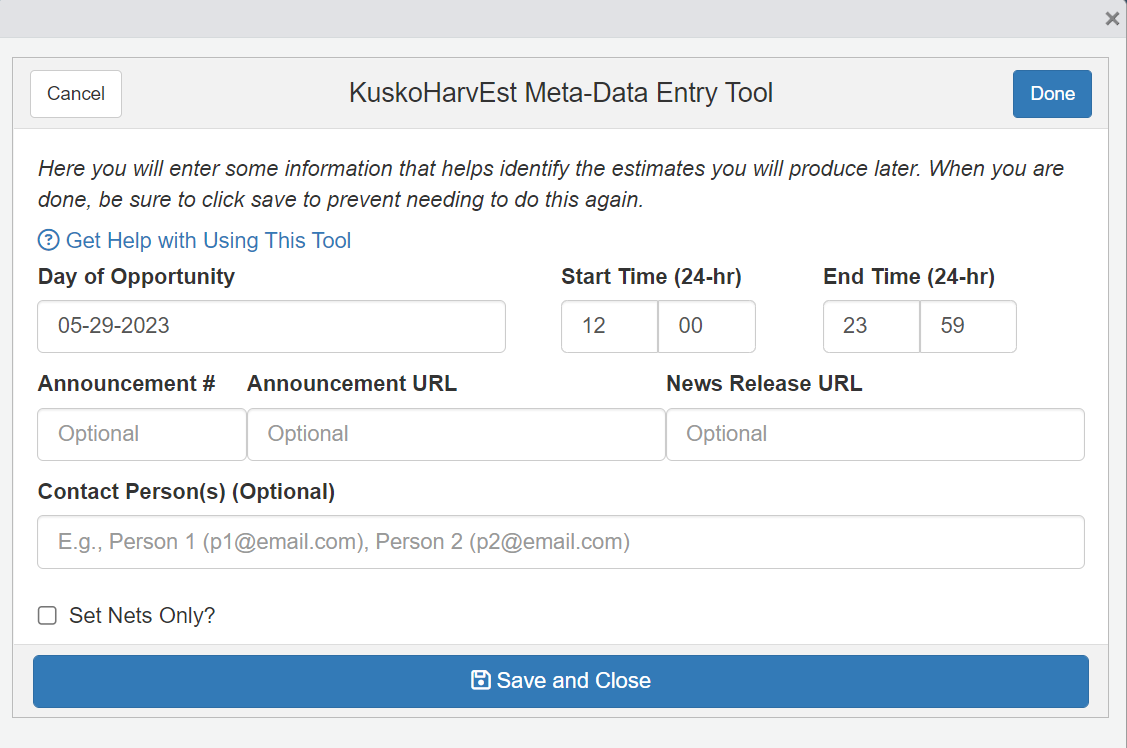 ×
Cancel
KuskoHarvEst Meta-Data Entry Tool
Done
Here you will enter some information that helps identify the estimates you will produce later. When you are
done, be sure to click save to prevent needing to do this again.
? Get Help with Using This Tool
Day of Opportunity
Start Time (24-hr)
End Time (24-hr)
05-29-2023
12
00
23
59
Announcement #
Announcement URL
News Release URL
Optional
Optional
Optional
Contact Person(s) (Optional)
E.g., Person 1 (p1@email.com), Person 2 (p2@email.com)
Set Nets Only?
Save and Close